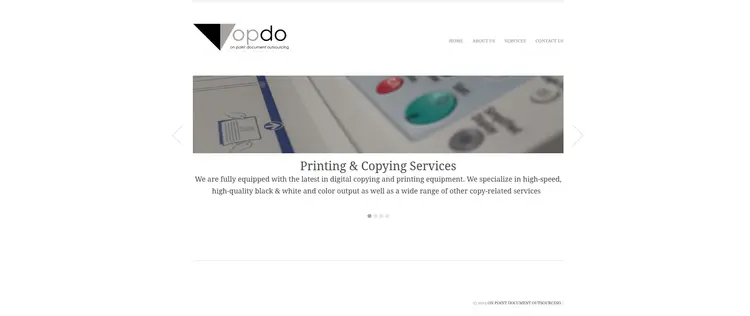 opdo
on point document outsourcing
HOME ABOUT US SERVICES CONTACT US
Printing & Copying Services
We are fully equipped with the latest in digital copying and printing equipment. We specialize in high-speed,
high-quality black & white and color output as well as a wide range of other copy-related services
ON POINT DOCUMENT OUTSOURCING